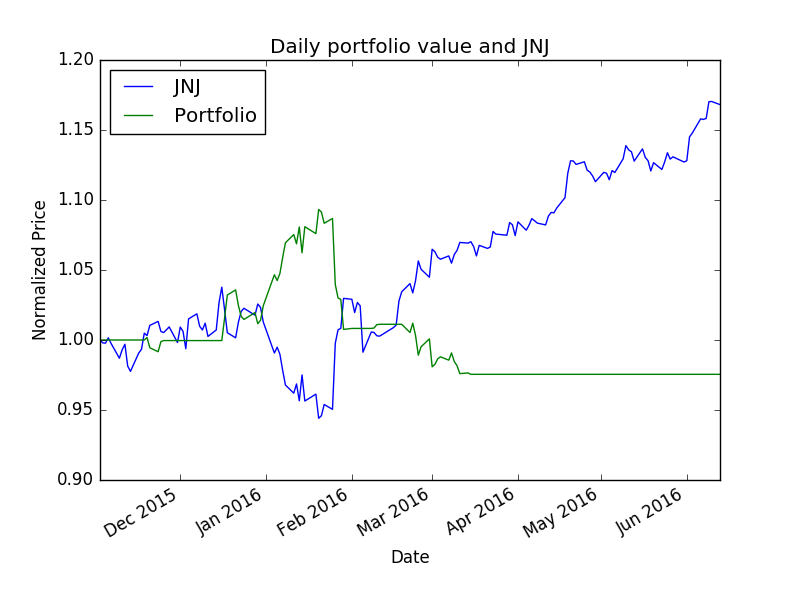 Daily portfolio value and JNJ
JNJ
Portfolio
Normalized Price
1.20
1.15
1.10
1.05
1.00
0.95
0.90
Dec 2015
Jan 2016
Feb 2016
Mar 2016
Apr 2016
May 2016
Jun 2016
Date